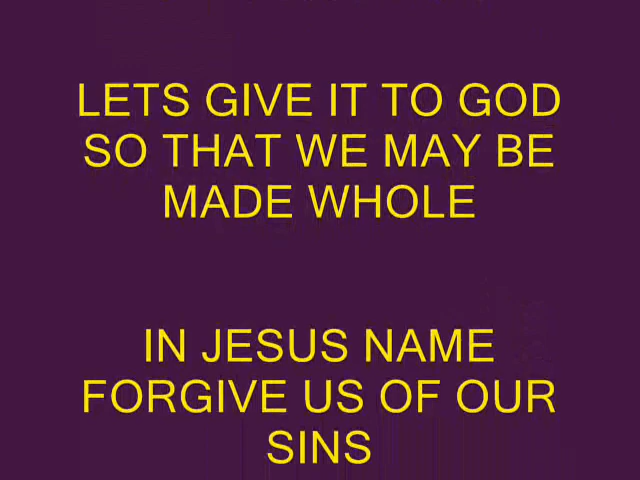 LETS GIVE IT TO GOD
SO THAT WE MAY BE
MADE WHOLE
IN JESUS NAME
FORGIVE US OF OUR
SINS